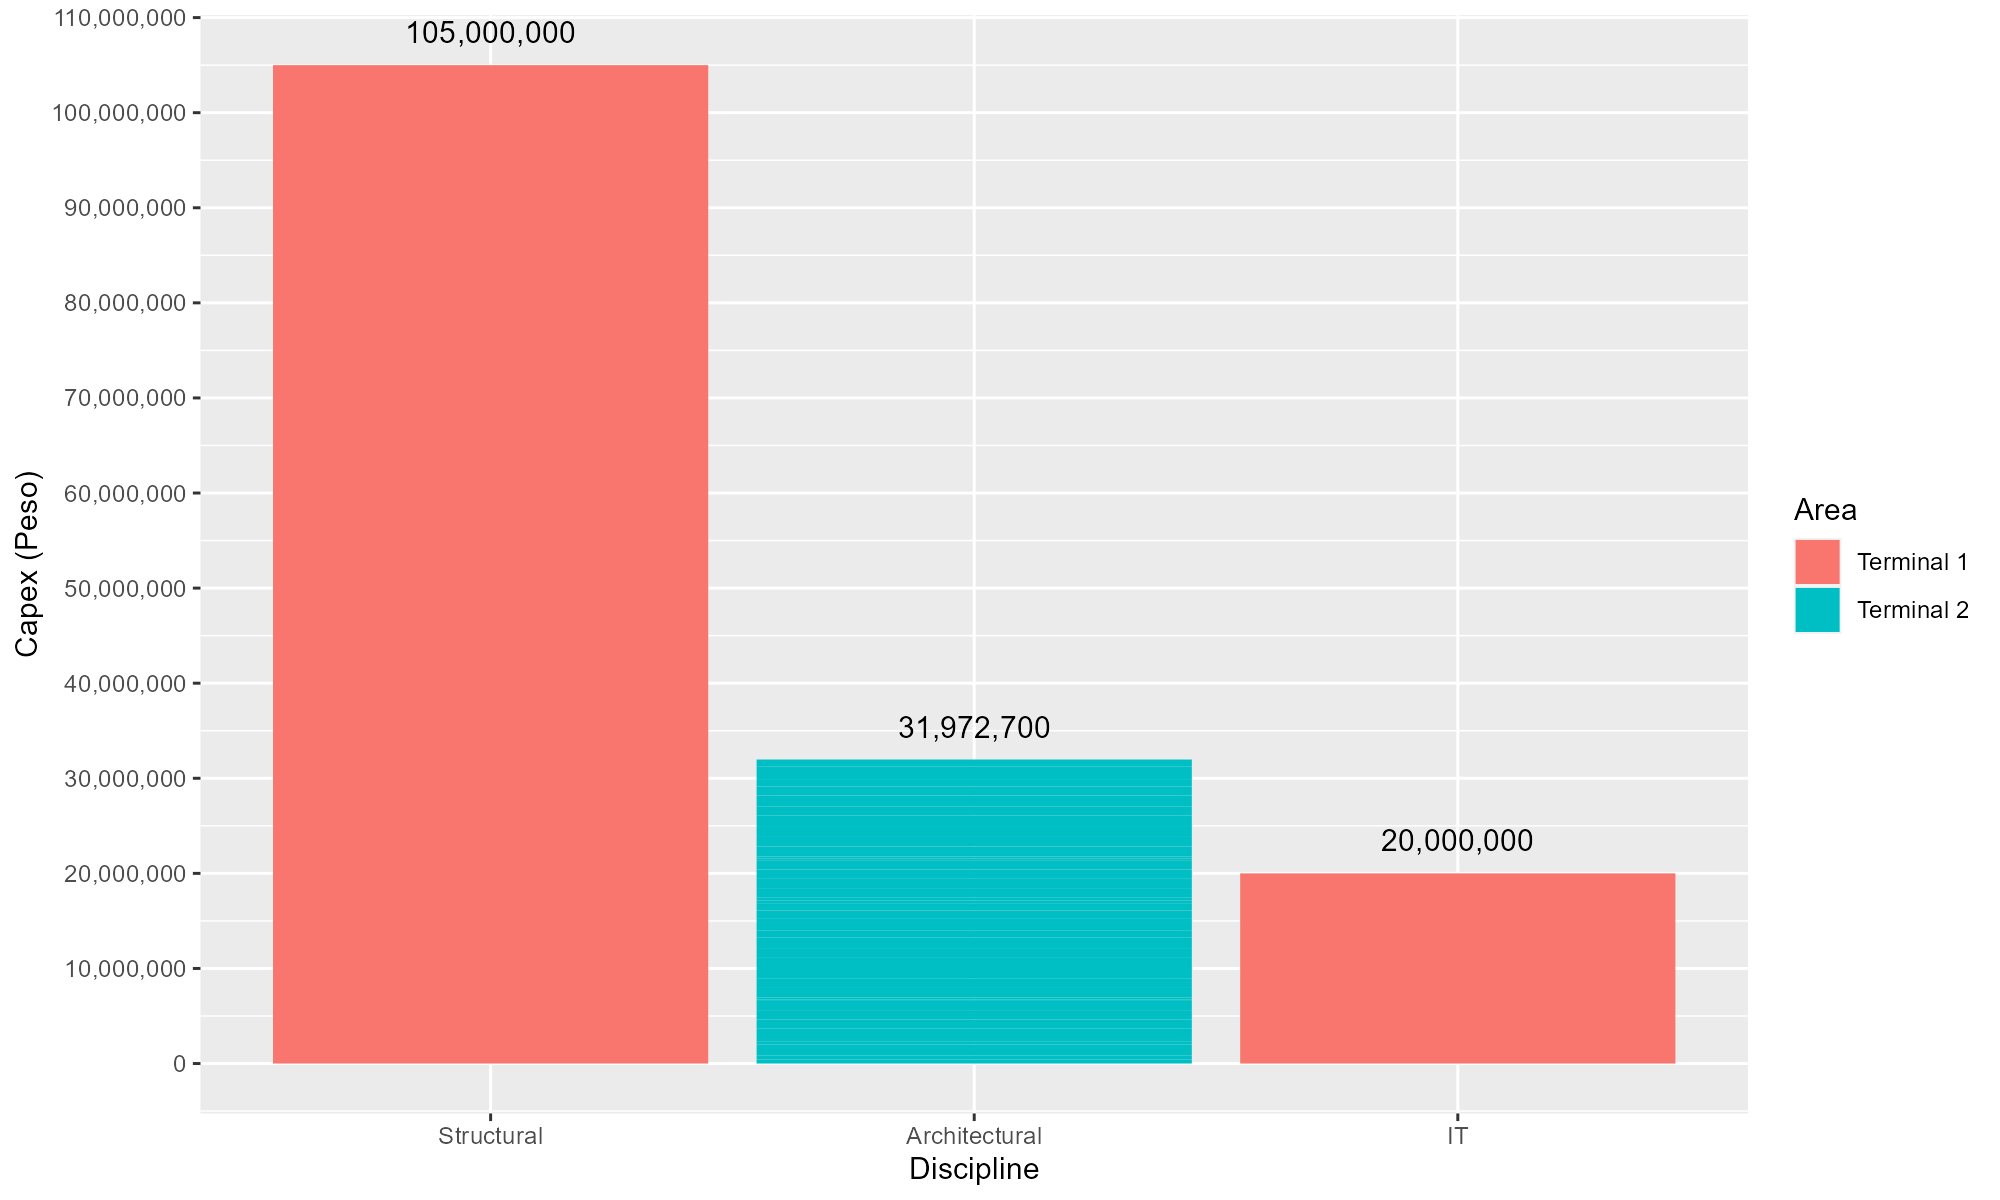 110,000,000
100,000,000
90,000,000
80,000,000
70,000,000
60,000,000
50,000,000
40,000,000
30,000,000
20,000,000
10,000,000
0
Capex (Peso)
105,000,000
31,972,700
20,000,000
Structural
Architectural
IT
Discipline
Area
Terminal 1
Terminal 2